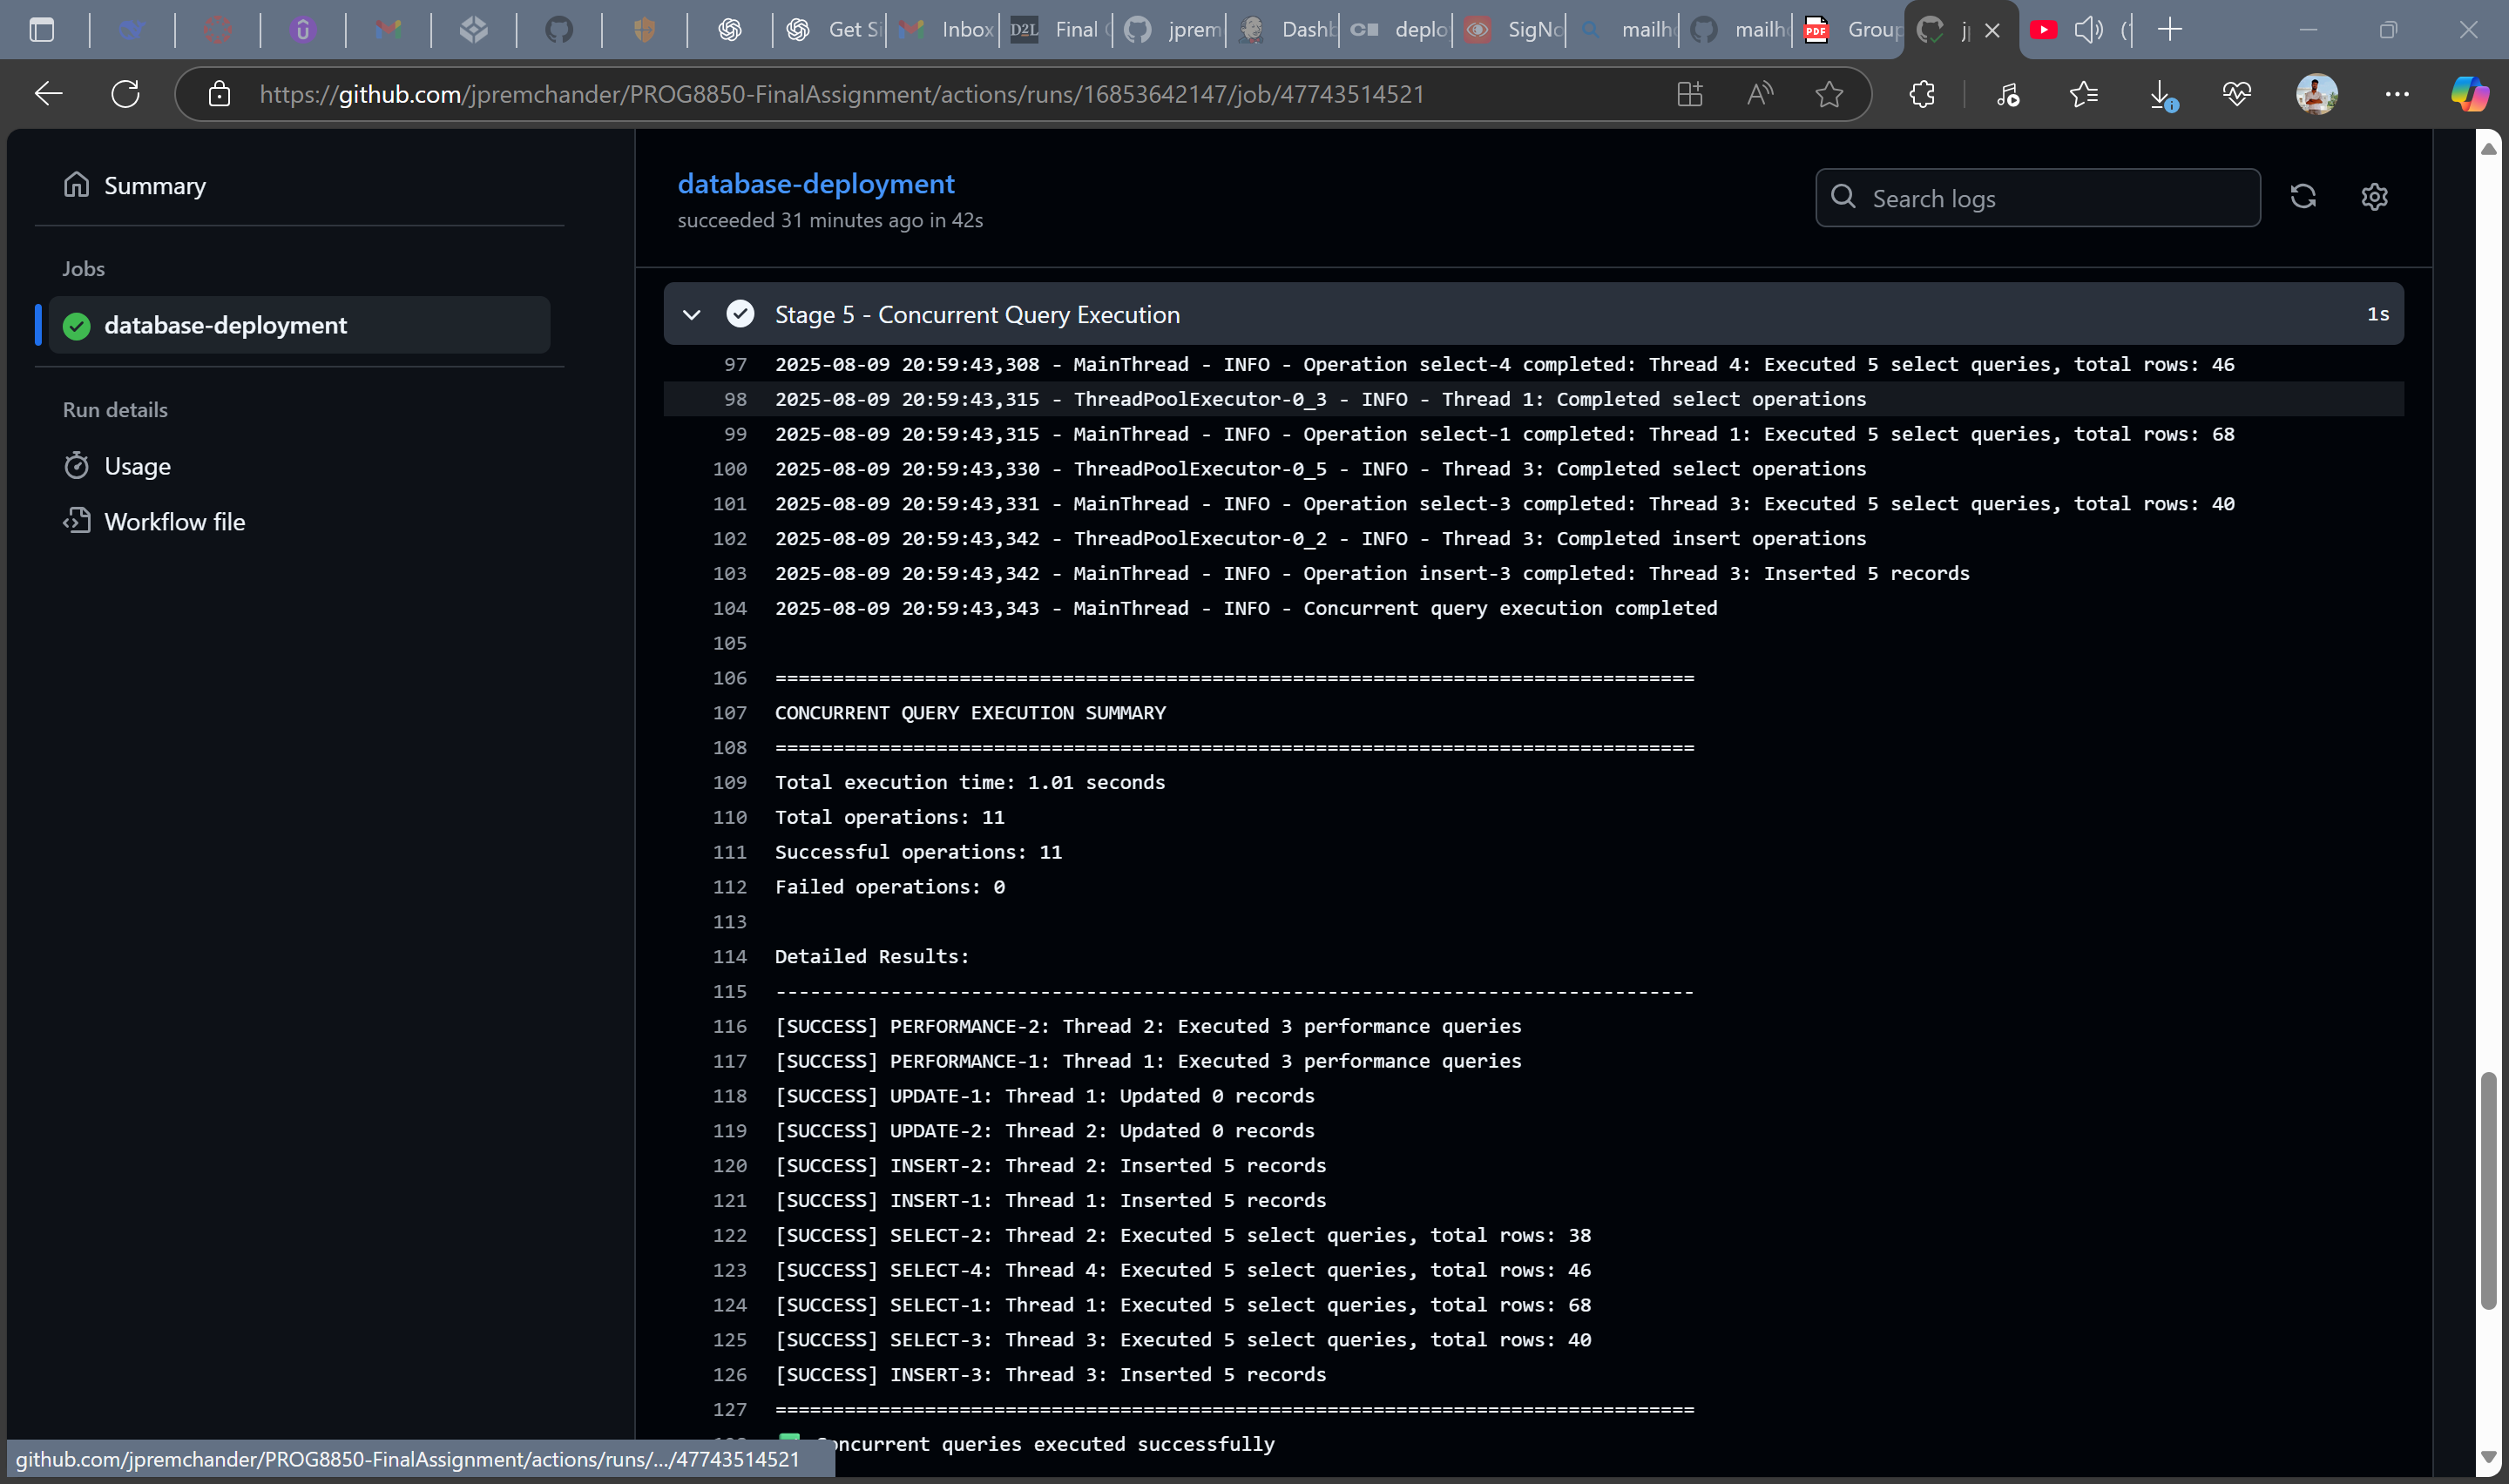 Get Si
Inbox
D2L
Final
jprem
Dashb
deplo
SigNo
mailho
mailho
PDF
Group
https://github.com/jpremchander/PROG8850-FinalAssignment/actions/runs/16853642147/job/47743514521
Summary
Jobs
database-deployment
Run details
Usage
Workflow file
database-deployment
succeeded 31 minutes ago in 42s
Search logs
Stage 5 - Concurrent Query Execution
1s
97 2025-08-09 20:59:43,308 - MainThread - INFO - Operation select-4 completed: Thread 4: Executed 5 select queries, total rows: 46
98 2025-08-09 20:59:43,315 - ThreadPoolExecutor-0_3 - INFO - Thread 1: Completed select operations
99 2025-08-09 20:59:43,315 - MainThread - INFO - Operation select-1 completed: Thread 1: Executed 5 select queries, total rows: 68
100 2025-08-09 20:59:43,330 - ThreadPoolExecutor-0_5 - INFO - Thread 3: Completed select operations
101 2025-08-09 20:59:43,331 - MainThread - INFO - Operation select-3 completed: Thread 3: Executed 5 select queries, total rows: 40
102 2025-08-09 20:59:43,342 - ThreadPoolExecutor-0_2 - INFO - Thread 3: Completed insert operations
103 2025-08-09 20:59:43,342 - MainThread - INFO - Operation insert-3 completed: Thread 3: Inserted 5 records
104 2025-08-09 20:59:43,343 - MainThread - INFO - Concurrent query execution completed
105
106 ================================================================================
107 CONCURRENT QUERY EXECUTION SUMMARY
108 ================================================================================
109 Total execution time: 1.01 seconds
110 Total operations: 11
111 Successful operations: 11
112 Failed operations: 0
113
114 Detailed Results:
115 --------------------------------------------------------------------------------
116 [SUCCESS] PERFORMANCE-2: Thread 2: Executed 3 performance queries
117 [SUCCESS] PERFORMANCE-1: Thread 1: Executed 3 performance queries
118 [SUCCESS] UPDATE-1: Thread 1: Updated 0 records
119 [SUCCESS] UPDATE-2: Thread 2: Updated 0 records
120 [SUCCESS] INSERT-2: Thread 2: Inserted 5 records
121 [SUCCESS] INSERT-1: Thread 1: Inserted 5 records
122 [SUCCESS] SELECT-2: Thread 2: Executed 5 select queries, total rows: 38
123 [SUCCESS] SELECT-4: Thread 4: Executed 5 select queries, total rows: 46
124 [SUCCESS] SELECT-1: Thread 1: Executed 5 select queries, total rows: 68
125 [SUCCESS] SELECT-3: Thread 3: Executed 5 select queries, total rows: 40
126 [SUCCESS] INSERT-3: Thread 3: Inserted 5 records
127 ================================================================================
oncurrent queries executed successfully
github.com/jpremchander/PROG8850-FinalAssignment/actions/runs/.../47743514521